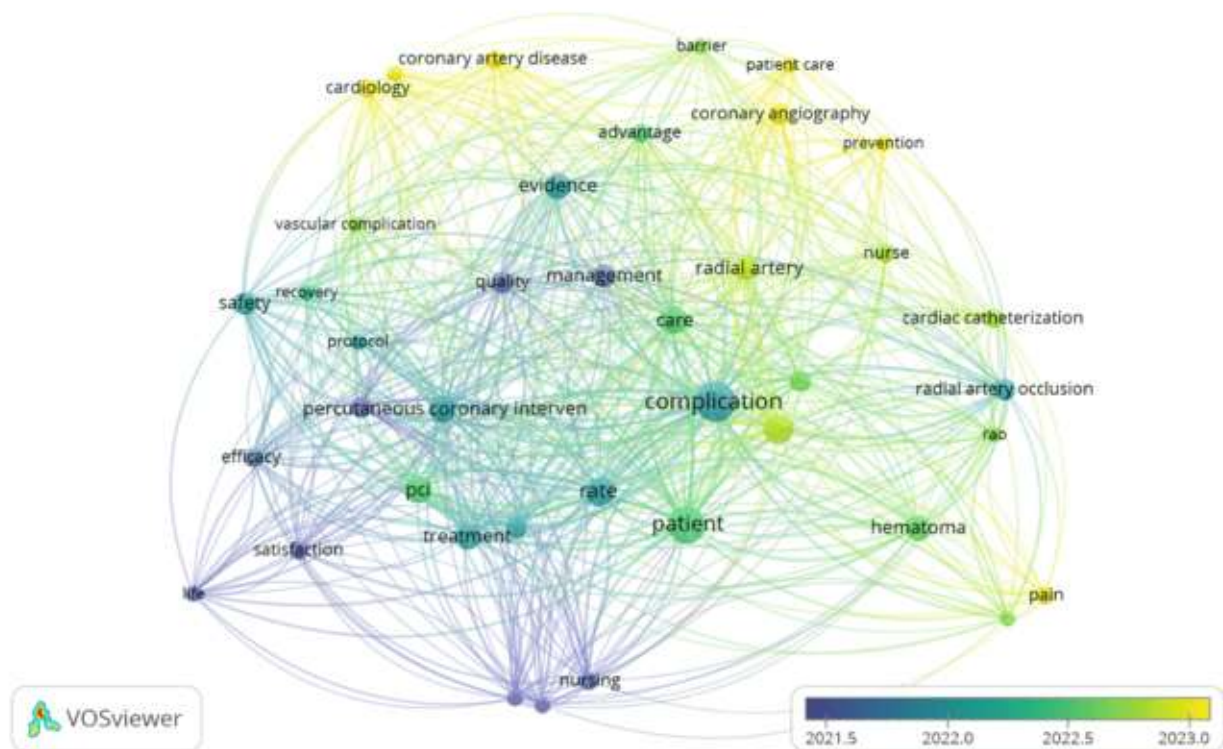 barrier
coronary artery disease
patient care
cardiology
coronary angiography
advantage
prevention
evidence
vascular complication
nurse
radial artery
management
quality
recovery
safety
care
cardiac catheterization
protocol
radial artery occlusion
complication
percutaneous coronary interven
rao
efficacy
pci
rate
patient
hematoma
treatment
satisfaction
life
pain
nursing
VOSviewer
2021.5 2022.0 2022.5 2023.0